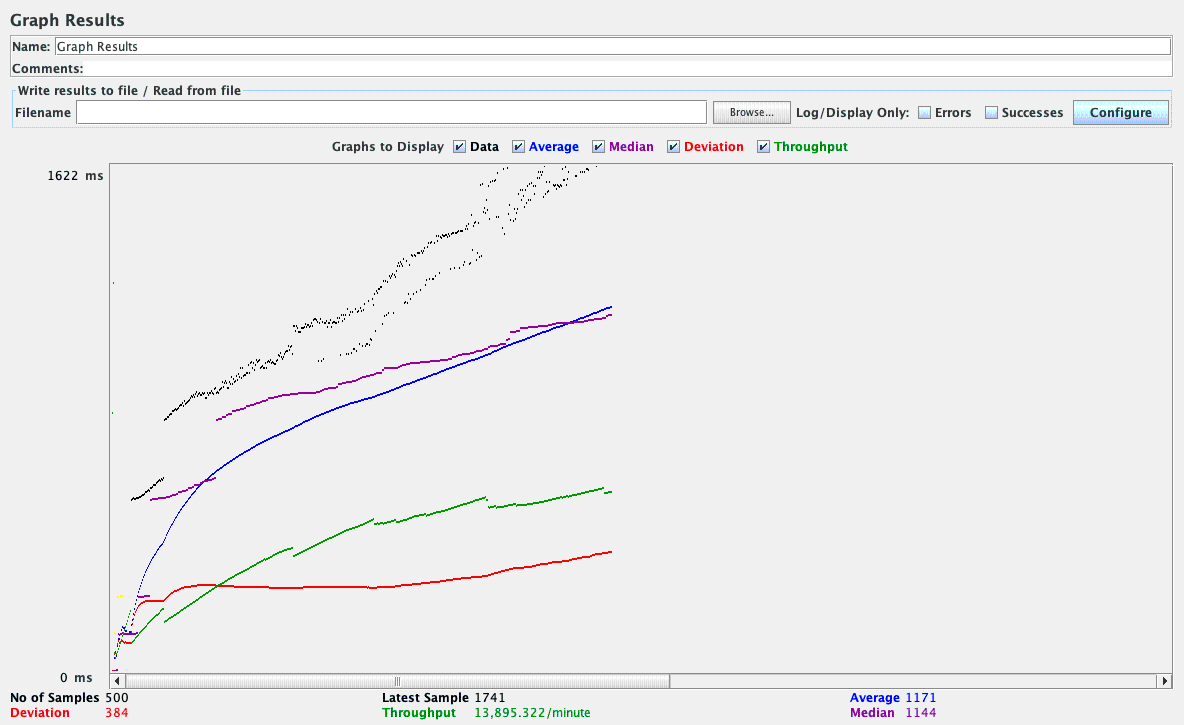 Graph Results
Name: Graph Results
Comments:
Write results to file / Read from file
Filename Browse... Log/Display Only: Errors Successes Configure
Graphs to Display Data Average Median Deviation Throughput
1622 ms
0 ms
No of Samples 500 Latest Sample 1741 Average 1171
Deviation 384 Throughput 13,895.322/minute Median 1144